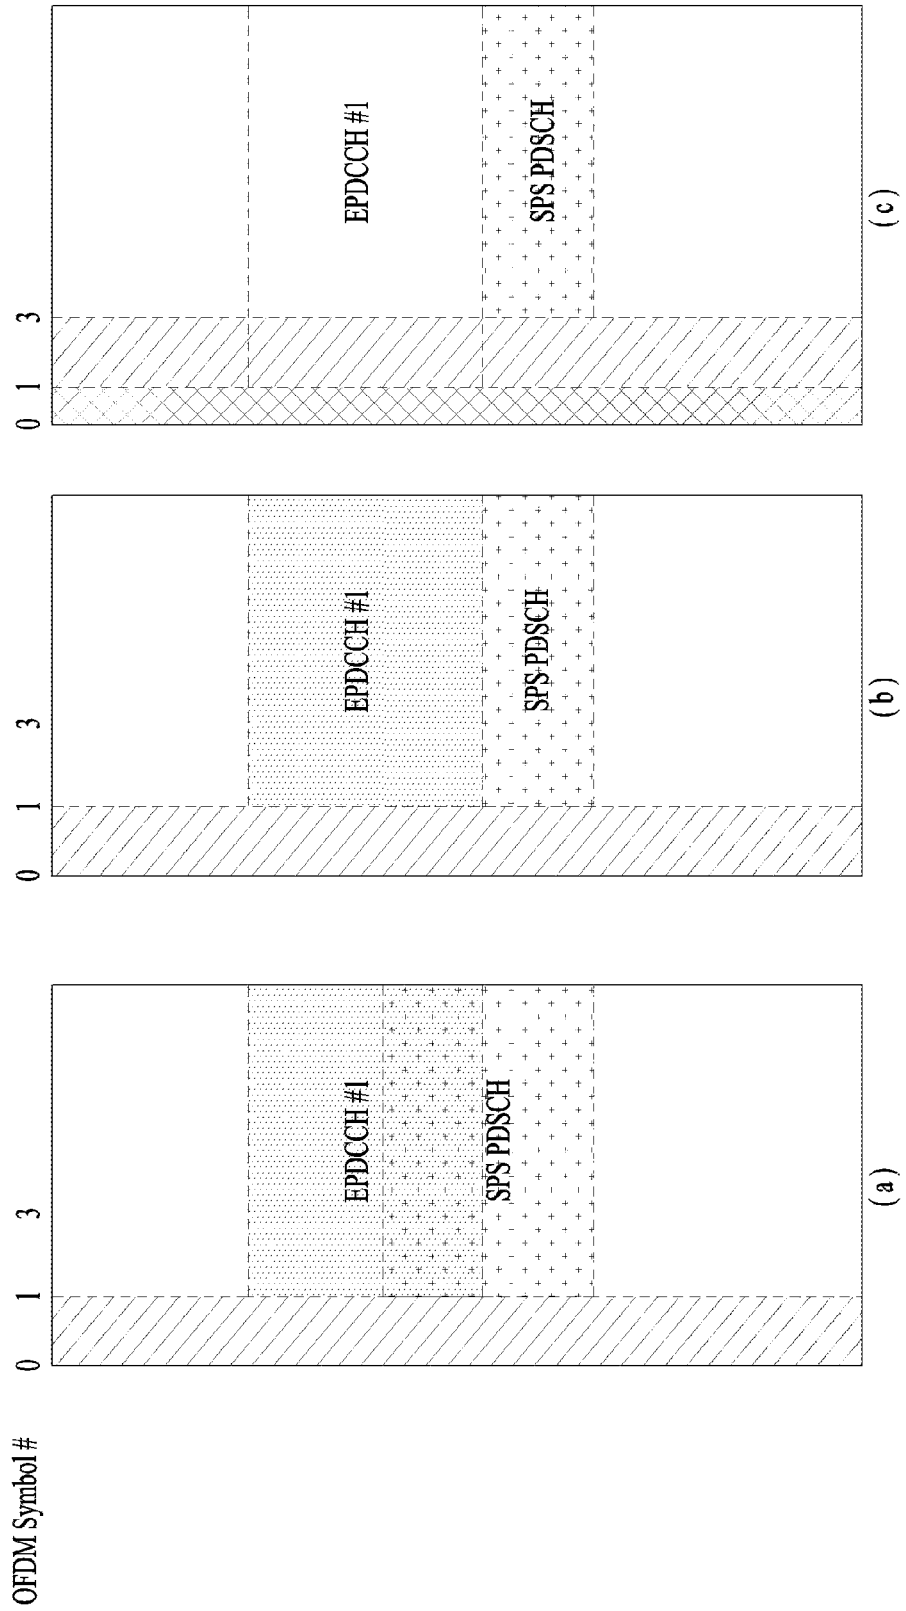 OFDM Symbol #
0 1 3
0 1 3
0 1 3
EPDCCH #1
SPS PDSCH
(a)
EPDCCH #1
SPS PDSCH
(b)
EPDCCH #1
SPS PDSCH
(c)